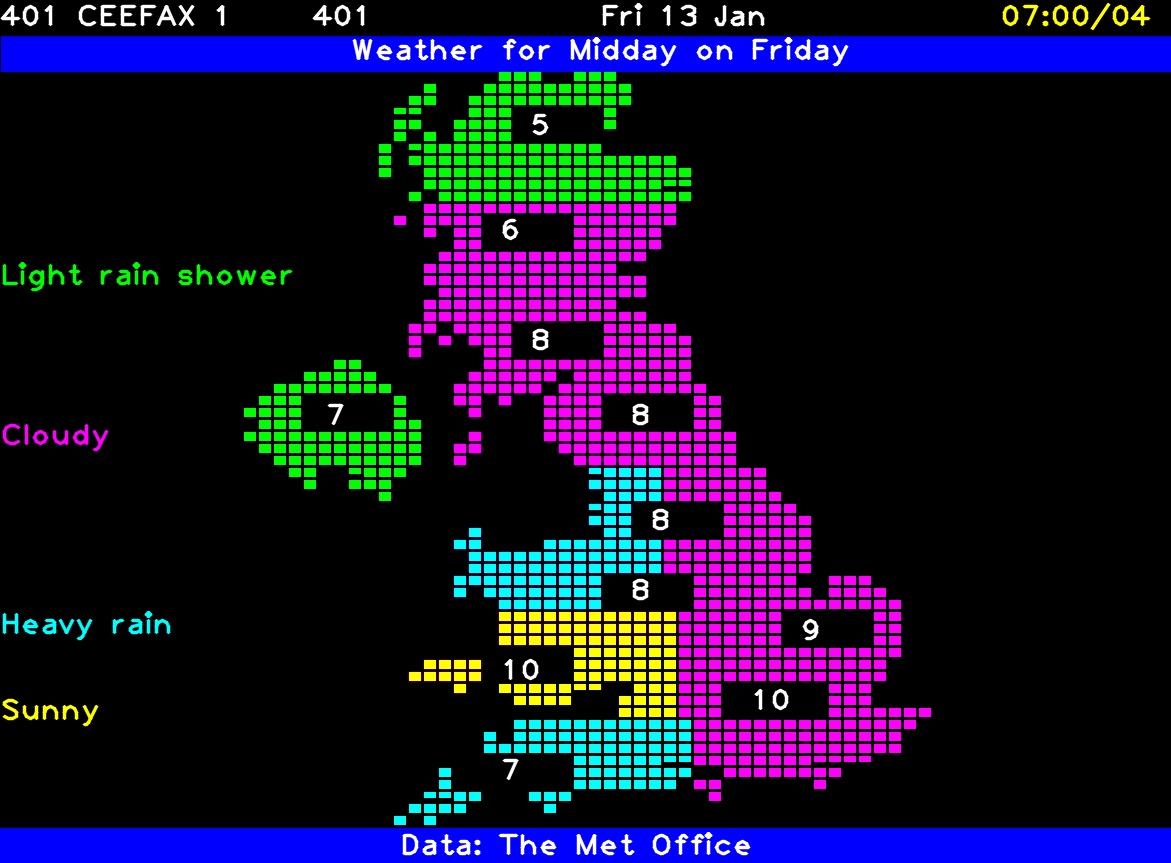 401 CEEFAX 1 401 Fri 13 Jan 07:00/04
Weather for Midday on Friday
5
6
Light rain shower
8
7 8
Cloudy
8
8
Heavy rain 9
10
10
Sunny
7
Data: The Met Office